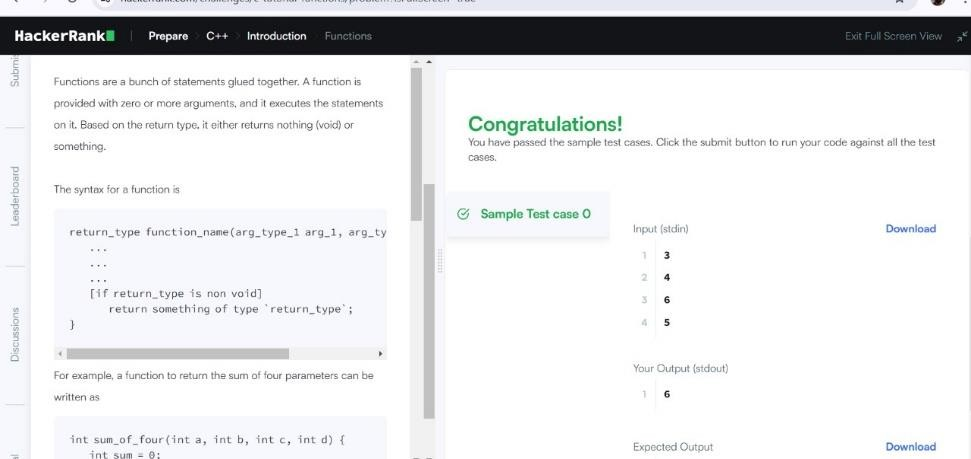 HackerRank
Prepare
C++
Introduction
Functions
Exit Full Screen View
Leaderboard
Discussions
Functions are a bunch of statements glued together. A function is
provided with zero or more arguments, and it executes the statements
on it. Based on the return type, it either returns nothing (void) or
something.
The syntax for a function is
return_type function_name(arg_type_1 arg_1, arg_ty
...
...
...
[if return_type is non void]
return something of type `return_type`;
}
For example, a function to return the sum of four parameters can be
written as
int sum_of_four(int a, int b, int c, int d) {
int sum = 0;
Congratulations!
You have passed the sample test cases. Click the submit button to run your code against all the test
cases.
Sample Test case 0
Input (stdin)
Download
1 3
2 4
3 6
4 5
Your Output (stdout)
1 6
Expected Output
Download